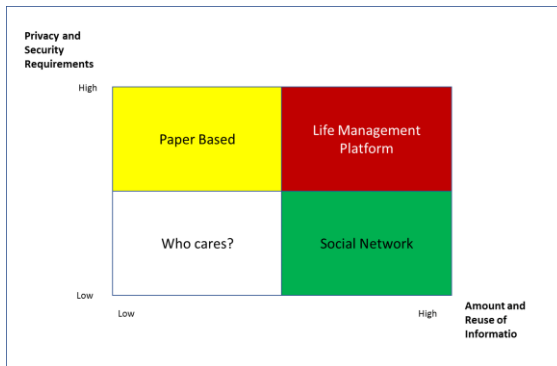 Privacy and
Security
Requirements
High
Paper Based
Life Management
Platform
Who cares?
Social Network
Low
Low
High
Amount and
Reuse of
Informatio